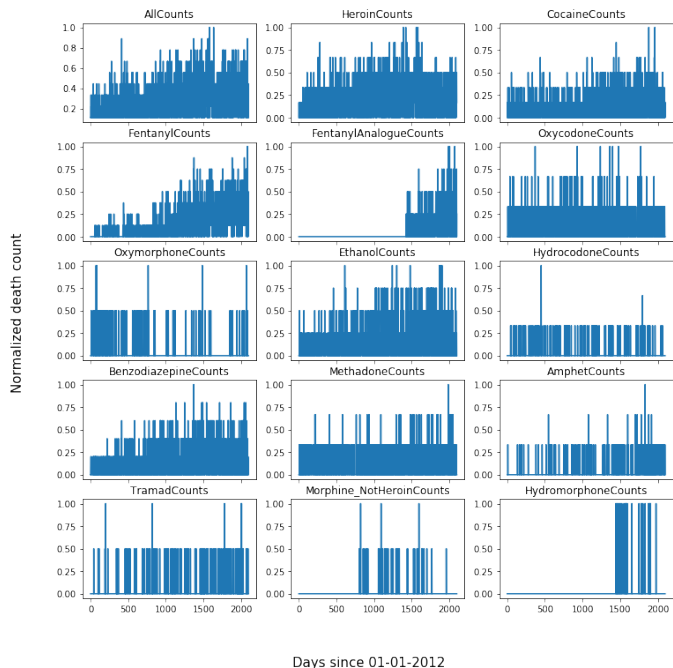 AllCounts HeroinCounts CocaineCounts
1.0 1.00 1.00
0.8 0.75 0.75
0.6 0.50 0.50
0.4 0.25 0.25
0.2 0.00 0.00
FentanylCounts FentanylAnalogueCounts OxycodoneCounts
1.00 1.00 1.00
0.75 0.75 0.75
0.50 0.50 0.50
0.25 0.25 0.25
0.00 0.00 0.00
OxymorphoneCounts EthanolCounts HydrocodoneCounts
1.00 1.00 1.00
0.75 0.75 0.75
0.50 0.50 0.50
0.25 0.25 0.25
0.00 0.00 0.00
Normalized death count
BenzodiazepineCounts MethadoneCounts AmphetCounts
1.00 1.00 1.00
0.75 0.75 0.75
0.50 0.50 0.50
0.25 0.25 0.25
0.00 0.00 0.00
TramadCounts Morphine_NotHeroinCounts HydromorphoneCounts
1.00 1.00 1.00
0.75 0.75 0.75
0.50 0.50 0.50
0.25 0.25 0.25
0.00 0.00 0.00
0 500 1000 1500 2000 0 500 1000 1500 2000 0 500 1000 1500 2000
Days since 01-01-2012